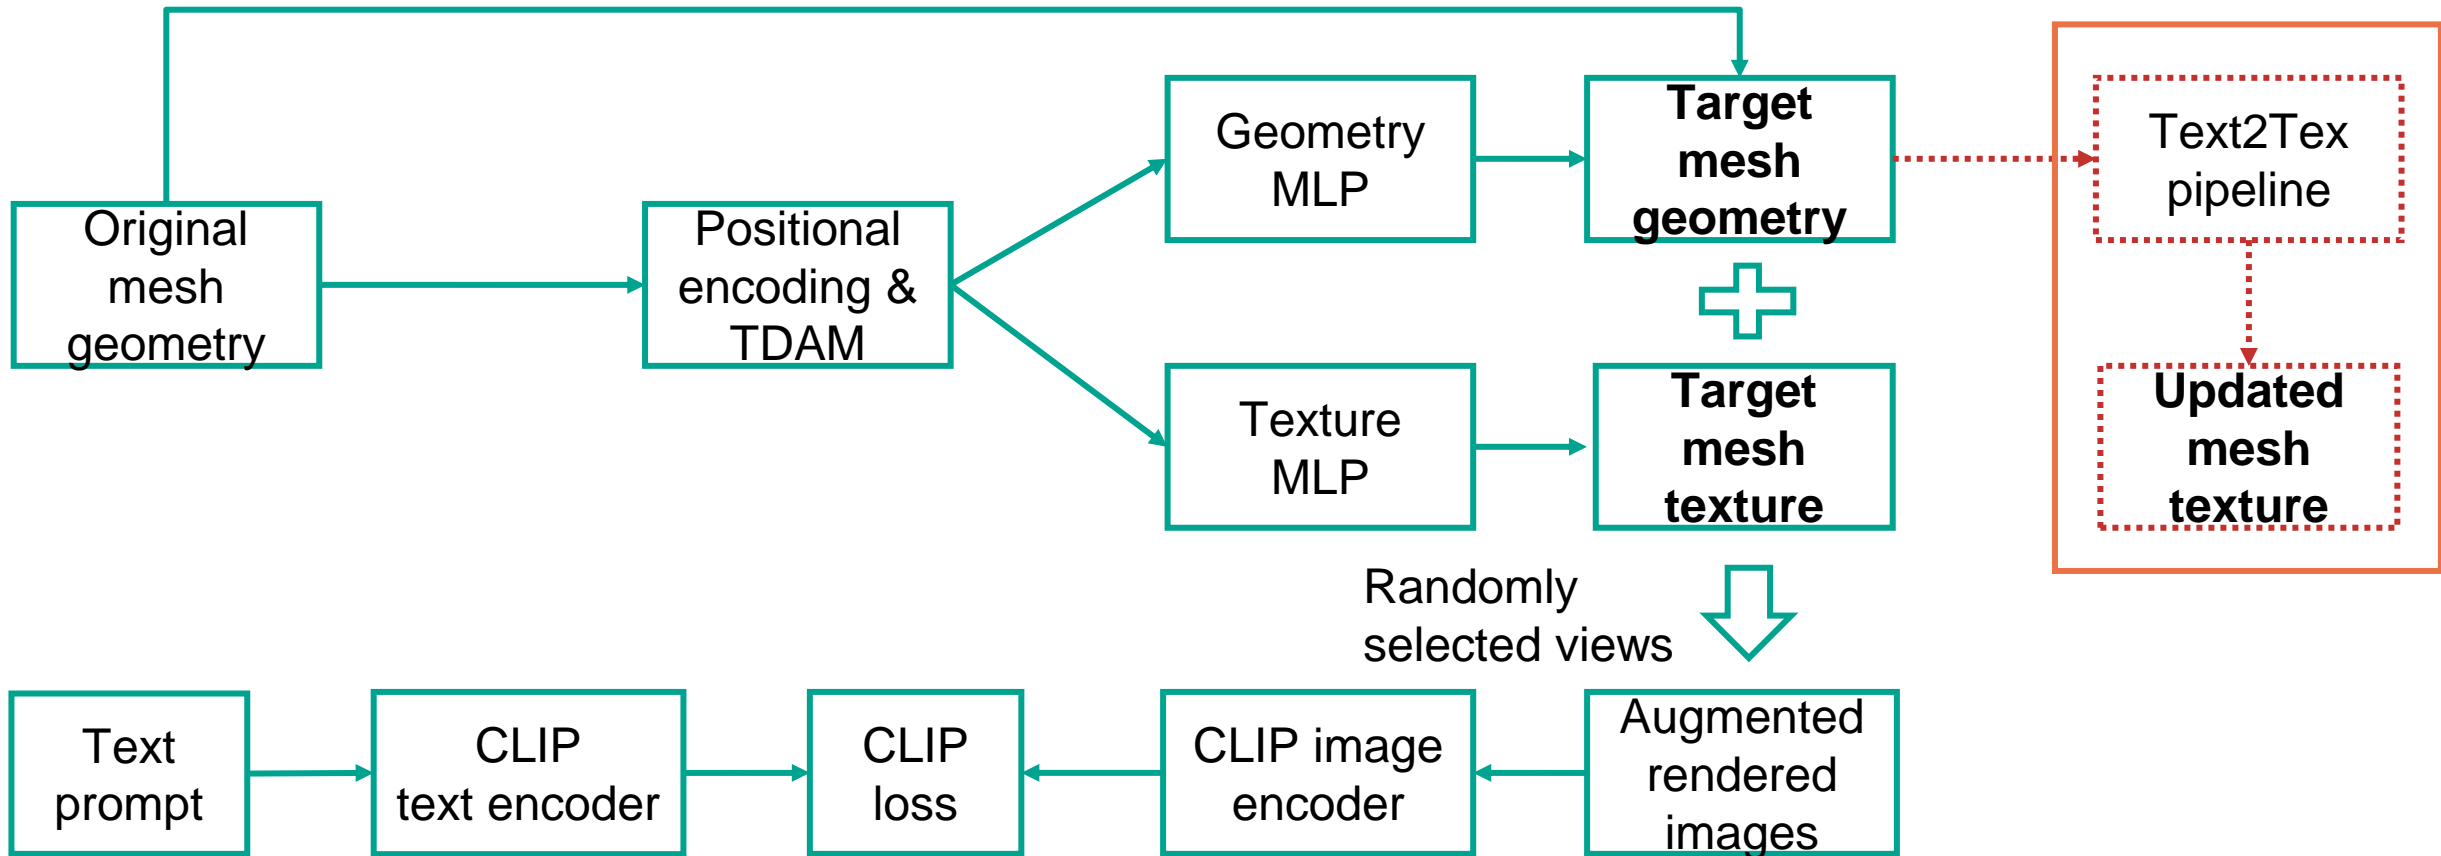 Original
mesh
geometry
Positional
encoding &
TDAM
Geometry
MLP
Target
mesh
geometry
Text2Tex
pipeline
Texture
MLP
Target
mesh
texture
Updated
mesh
texture
Randomly
selected views
Text
prompt
CLIP
text encoder
CLIP
loss
CLIP image
encoder
Augmented
rendered
images